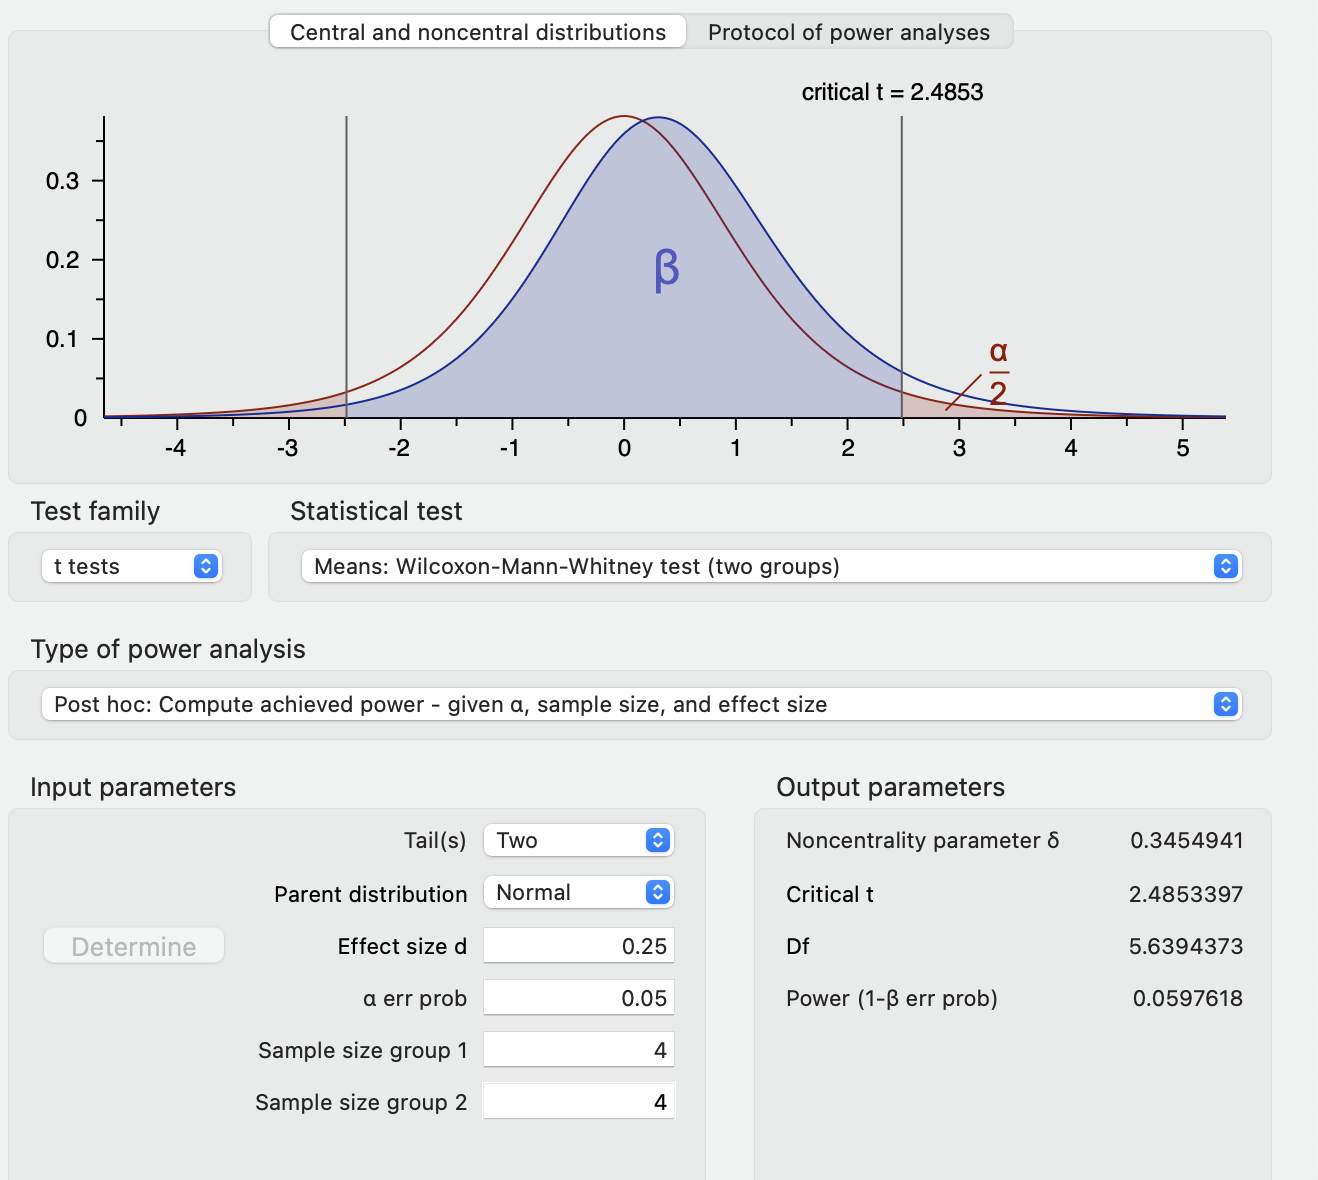 Central and noncentral distributions Protocol of power analyses
critical t = 2.4853
0.3
0.2
0.1
0
β
α
2
-4 -3 -2 -1 0 1 2 3 4 5
Test family Statistical test
t tests Means: Wilcoxon-Mann-Whitney test (two groups)
Type of power analysis
Post hoc: Compute achieved power - given α, sample size, and effect size
Input parameters Output parameters
Tail(s) Two Noncentrality parameter δ 0.3454941
Parent distribution Normal Critical t 2.4853397
Determine Effect size d 0.25 Df 5.6394373
α err prob 0.05 Power (1-β err prob) 0.0597618
Sample size group 1 4
Sample size group 2 4